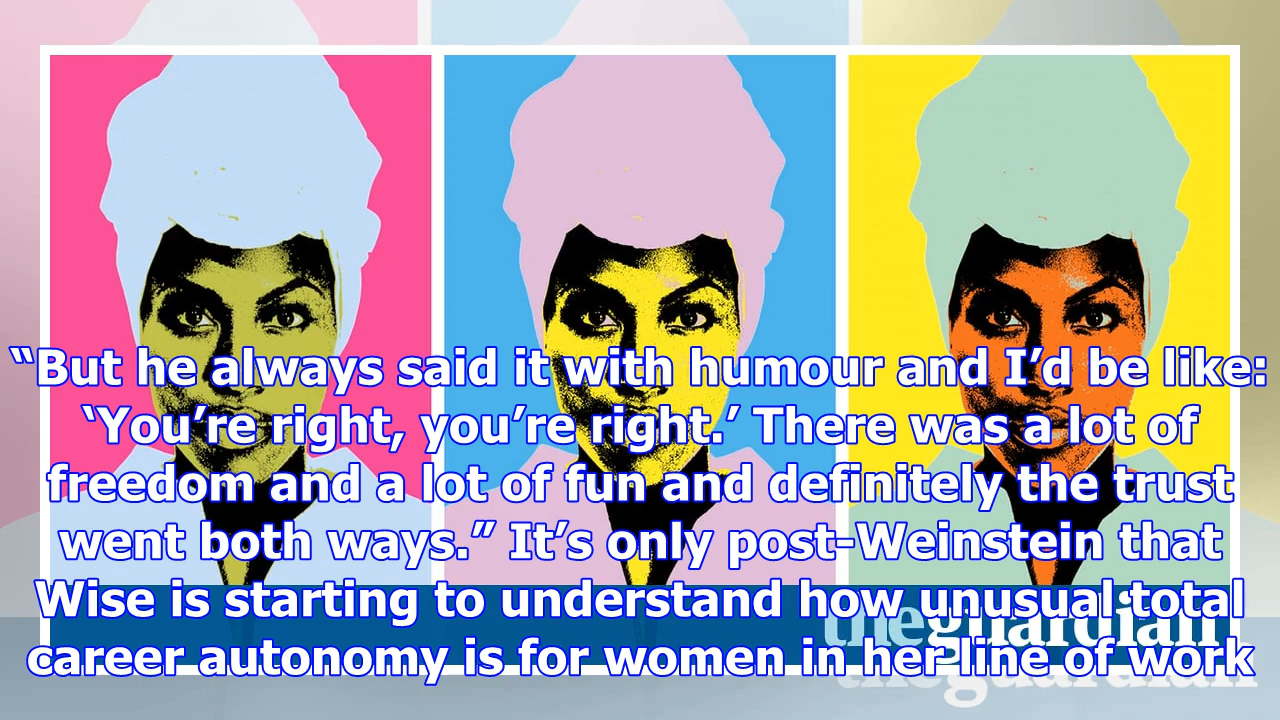 “But he always said it with humour and I’d be like:
‘You’re right, you’re right.’ There was a lot of
freedom and a lot of fun and definitely the trust
went both ways.” It’s only post-Weinstein that
Wise is starting to understand how unusual total
career autonomy is for women in her line of work
theguardian
theguardian